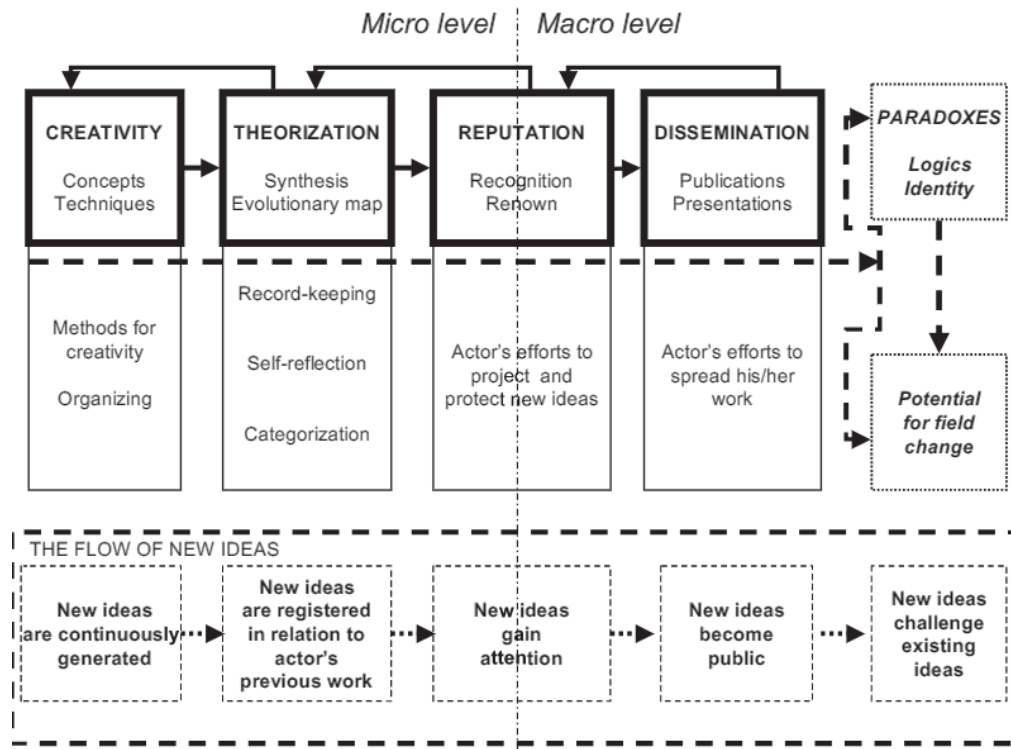 Micro level
Macro level
CREATIVITY
Concepts
Techniques
THEORIZATION
Synthesis
Evolutionary map
REPUTATION
Recognition
Renown
DISSEMINATION
Publications
Presentations
PARADOXES
Logics
Identity
Methods for
creativity
Organizing
Record-keeping
Self-reflection
Categorization
Actor's efforts to
project and
protect new ideas
Actor's efforts to
spread his/her
work
Potential
for field
change
THE FLOW OF NEW IDEAS
New ideas
are continuously
generated
New ideas
are registered
in relation to
actor's
previous work
New ideas
gain
attention
New ideas
become
public
New ideas
challenge
existing
ideas